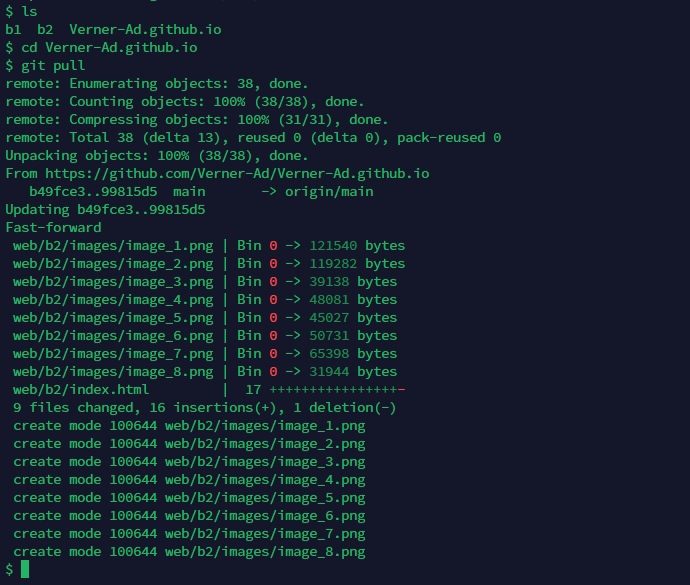 $ ls
b1  b2  Verner-Ad.github.io
$ cd Verner-Ad.github.io
$ git pull
remote: Enumerating objects: 38, done.
remote: Counting objects: 100% (38/38), done.
remote: Compressing objects: 100% (31/31), done.
remote: Total 38 (delta 13), reused 0 (delta 0), pack-reused 0
Unpacking objects: 100% (38/38), done.
From https://github.com/Verner-Ad/Verner-Ad.github.io
   b49fce3..99815d5  main       -> origin/main
Updating b49fce3..99815d5
Fast-forward
 web/b2/images/image_1.png | Bin 0 -> 121540 bytes
 web/b2/images/image_2.png | Bin 0 -> 119282 bytes
 web/b2/images/image_3.png | Bin 0 -> 39138 bytes
 web/b2/images/image_4.png | Bin 0 -> 48081 bytes
 web/b2/images/image_5.png | Bin 0 -> 45027 bytes
 web/b2/images/image_6.png | Bin 0 -> 50731 bytes
 web/b2/images/image_7.png | Bin 0 -> 65398 bytes
 web/b2/images/image_8.png | Bin 0 -> 31944 bytes
 web/b2/index.html         |  17 ++++++++++++++++-
 9 files changed, 16 insertions(+), 1 deletion(-)
 create mode 100644 web/b2/images/image_1.png
 create mode 100644 web/b2/images/image_2.png
 create mode 100644 web/b2/images/image_3.png
 create mode 100644 web/b2/images/image_4.png
 create mode 100644 web/b2/images/image_5.png
 create mode 100644 web/b2/images/image_6.png
 create mode 100644 web/b2/images/image_7.png
 create mode 100644 web/b2/images/image_8.png
$